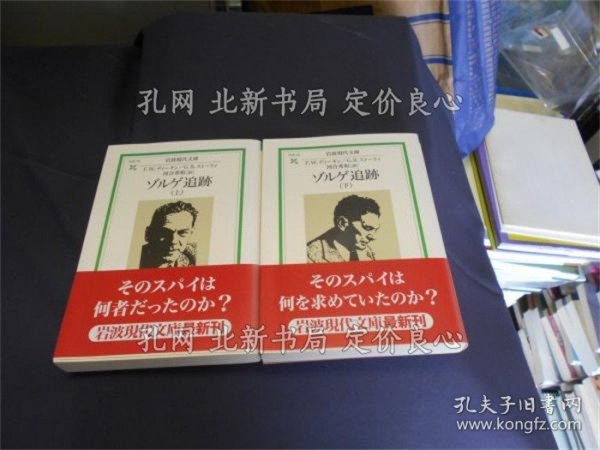 孔网 北新书局 定价良心
岩波現代文庫
F.W.ディーキン/G.R.ストーリィ
河合秀和［訳］
ゾルゲ追跡
（上）
そのスパイは
何者だったのか？
岩波現代文庫最新刊
岩波現代文庫
F.W.ディーキン/G.R.ストーリィ
河合秀和［訳］
ゾルゲ追跡
（下）
そのスパイは
何を求めていたのか？
岩波現代文庫最新刊
孔网 北新书局 定价良心
孔夫子旧书网
www.kongfz.com